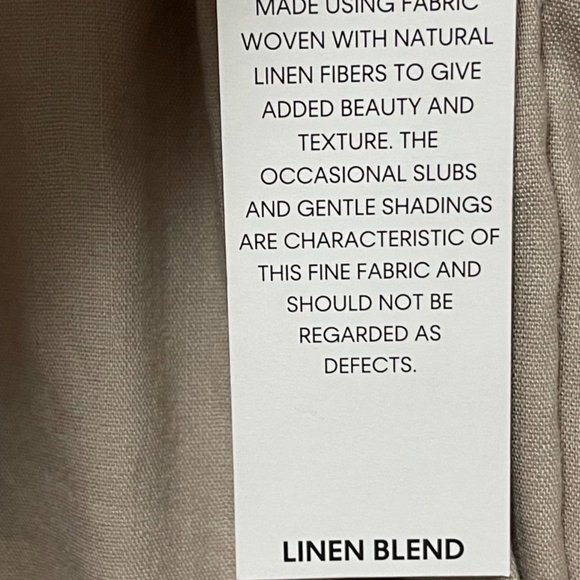 MADE USING FABRIC
WOVEN WITH NATURAL
LINEN FIBERS TO GIVE
ADDED BEAUTY AND
TEXTURE. THE
OCCASIONAL SLUBS
AND GENTLE SHADINGS
ARE CHARACTERISTIC OF
THIS FINE FABRIC AND
SHOULD NOT BE
REGARDED AS
DEFECTS.
LINEN BLEND